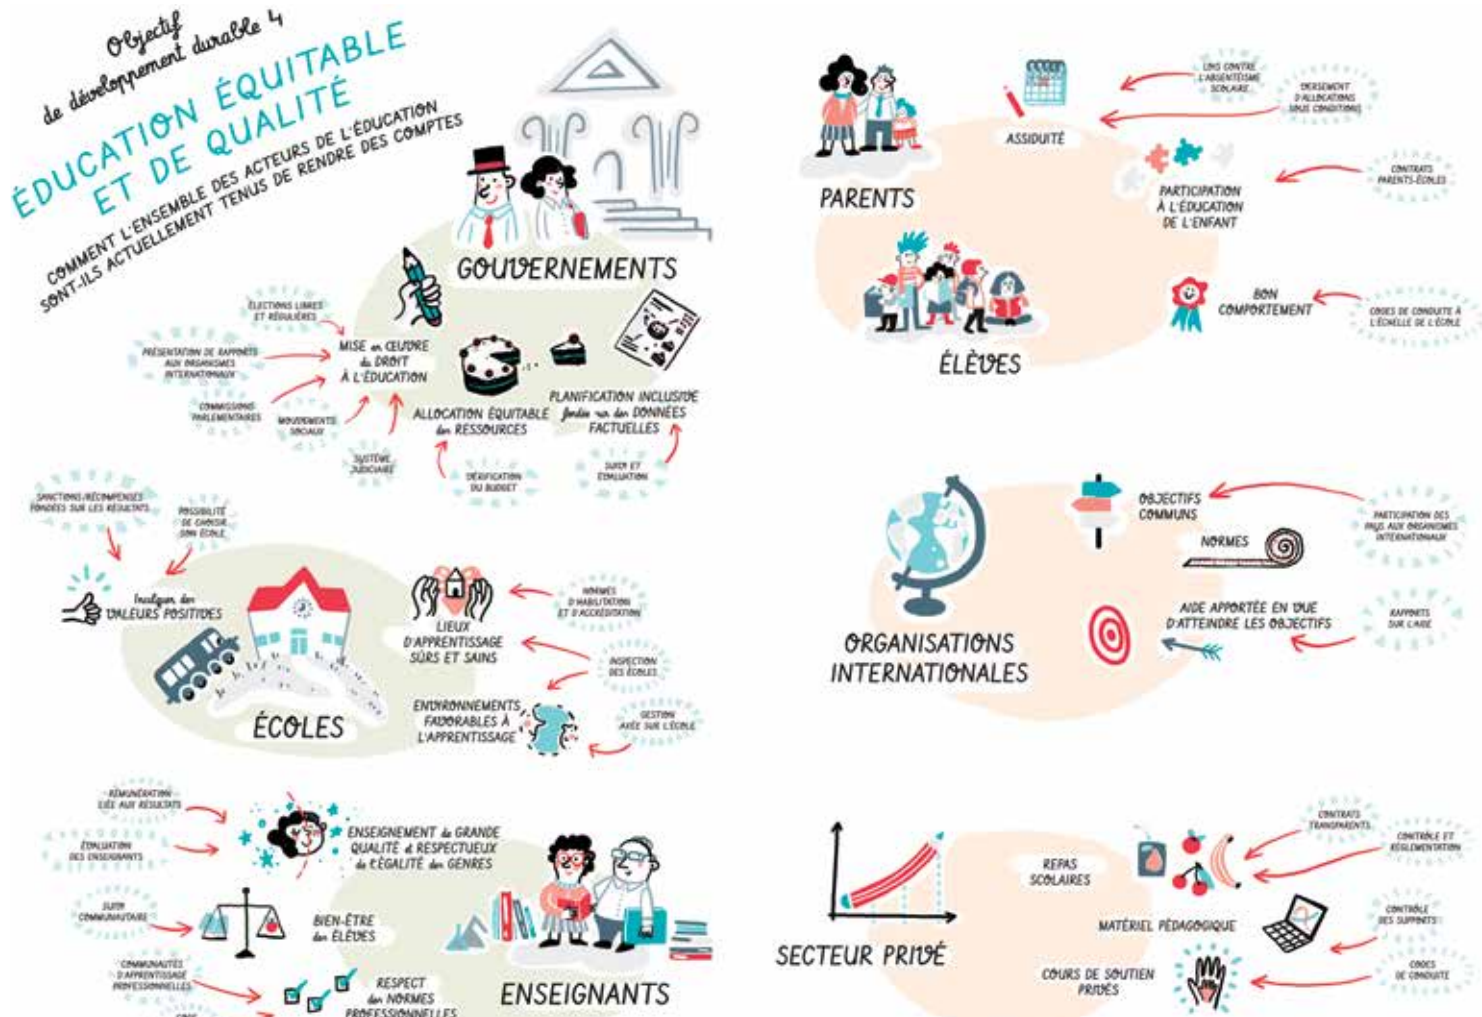 Objectif
de développement durable 4
ÉDUCATION ÉQUITABLE
ET DE QUALITÉ
COMMENT L'ENSEMBLE DES ACTEURS DE L'ÉDUCATION
SONT-ILS ACTUELLEMENT TENUS DE RENDRE DES COMPTES
GOUVERNEMENTS
ÉLECTIONS LIBRES
ET RÉGULIÈRES
PRÉSENTATION DE RAPPORTS
AUX ORGANISMES
INTERNATIONAUX
COMMISSIONS
PARLEMENTAIRES
MOUVEMENTS
SOCIAUX
SYSTÈME
JUDICIAIRE
MISE en ŒUVRE
du DROIT
À L'ÉDUCATION
ALLOCATION ÉQUITABLE
des RESSOURCES
VÉRIFICATION
DU BUDGET
PLANIFICATION INCLUSIVE
fondée sur des DONNÉES
FACTUELLES
SUIVI ET
ÉVALUATION
SANCTIONS/RÉCOMPENSES
FONDÉES SUR LES RÉSULTATS
POSSIBILITÉ
DE CHOISIR
SON ÉCOLE
Inculquer des
VALEURS POSITIVES
ÉCOLES
LIEUX
D'APPRENTISSAGE
SÛRS ET SAINS
NORMES
D'HABILITATION
ET D'ACCRÉDITATION
INSPECTION
DES ÉCOLES
ENVIRONNEMENTS
FAVORABLES À
L'APPRENTISSAGE
GESTION
AXÉE SUR L'ÉCOLE
RÉMUNÉRATION
LIÉE AUX RÉSULTATS
ÉVALUATION
DES ENSEIGNANTS
ENSEIGNEMENT de GRANDE
QUALITÉ et RESPECTUEUX
de l'ÉGALITÉ des GENRES
SUIVI
COMMUNAUTAIRE
BIEN-ÊTRE
des ÉLÈVES
COMMUNAUTÉS
D'APPRENTISSAGE
PROFESSIONNELLES
RESPECT
des NORMES
PROFESSIONNELLES
ENSEIGNANTS
PARENTS
ASSIDUITÉ
LOIS CONTRE
L'ABSENTÉISME
SCOLAIRE
VERSEMENT
D'ALLOCATIONS
SOUS CONDITIONS
PARTICIPATION
À L'ÉDUCATION
DE L'ENFANT
CONTRATS
PARENTS-ÉCOLES
ÉLÈVES
BON
COMPORTEMENT
CODES DE CONDUITE À
L'ÉCHELLE DE L'ÉCOLE
ORGANISATIONS
INTERNATIONALES
OBJECTIFS
COMMUNS
NORMES
PARTICIPATION DES
PAYS AUX ORGANISMES
INTERNATIONAUX
AIDE APPORTÉE EN VUE
D'ATTEINDRE LES OBJECTIFS
RAPPORTS
SUR L'AIDE
SECTEUR PRIVÉ
REPAS
SCOLAIRES
CONTRATS
TRANSPARENTS
CONTRÔLE ET
RÉGLEMENTATION
MATÉRIEL PÉDAGOGIQUE
CONTRÔLE
DES SUPPORTS
COURS DE SOUTIEN
PRIVÉS
CODES
DE CONDUITE